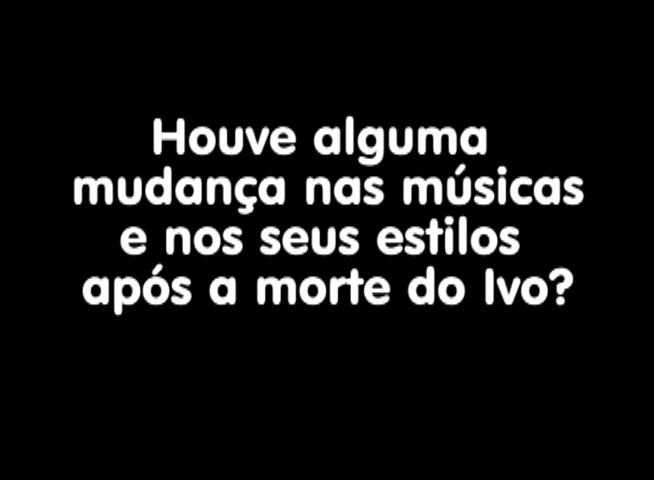 Houve alguma
mudança nas músicas
e nos seus estilos
após a morte do Ivo?